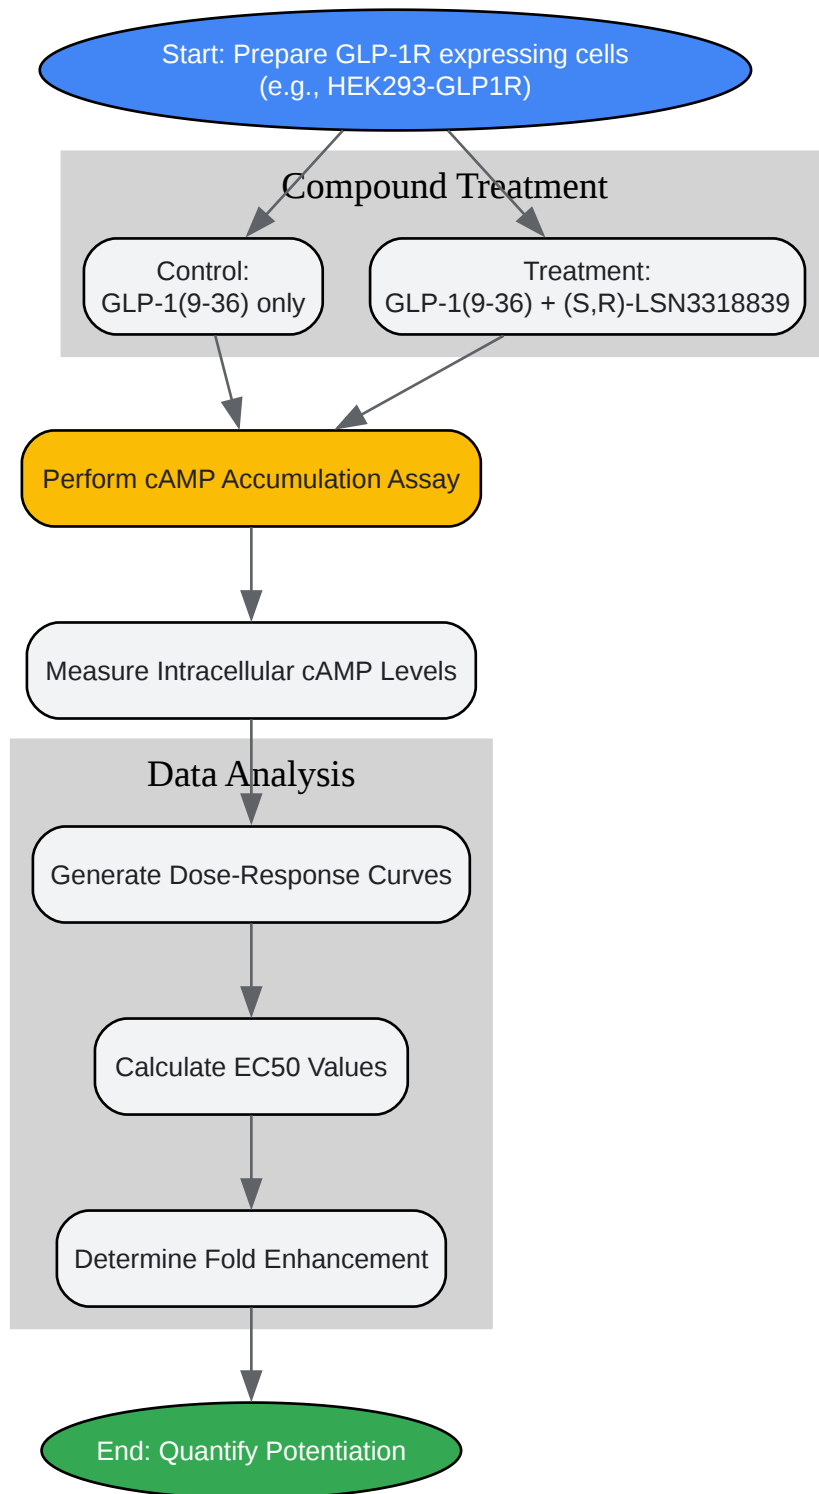 Start: Prepare GLP-1R expressing cells
(e.g., HEK293-GLP1R)
Compound Treatment
Control:
GLP-1(9-36) only
Treatment:
GLP-1(9-36) + (S,R)-LSN3318839
Perform cAMP Accumulation Assay
Measure Intracellular cAMP Levels
Data Analysis
Generate Dose-Response Curves
Calculate EC50 Values
Determine Fold Enhancement
End: Quantify Potentiation